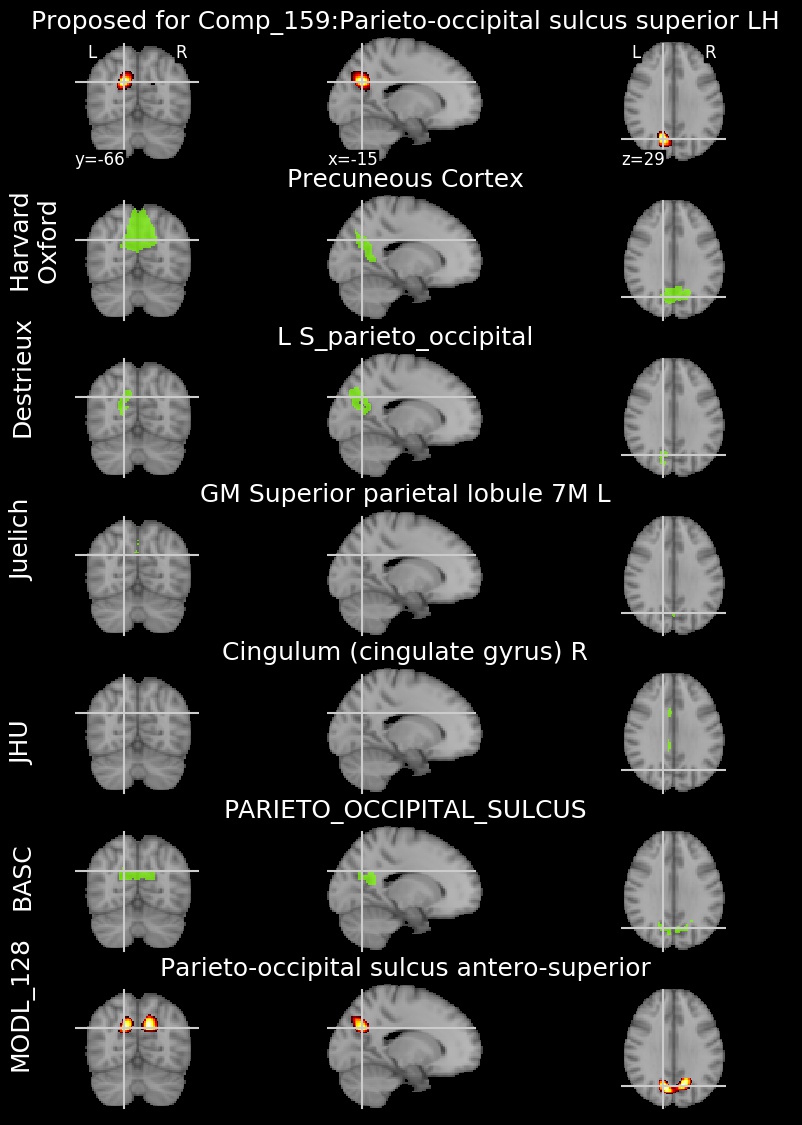 Proposed for Comp_159:Parieto-occipital sulcus superior LH
L R L R
y=-66 x=-15 z=29
Precuneous Cortex
Harvard
Oxford
L S_parieto_occipital
Destrieux
GM Superior parietal lobule 7M L
Juelich
Cingulum (cingulate gyrus) R
JHU
PARIETO_OCCIPITAL_SULCUS
BASC
Parieto-occipital sulcus antero-superior
MODL_128